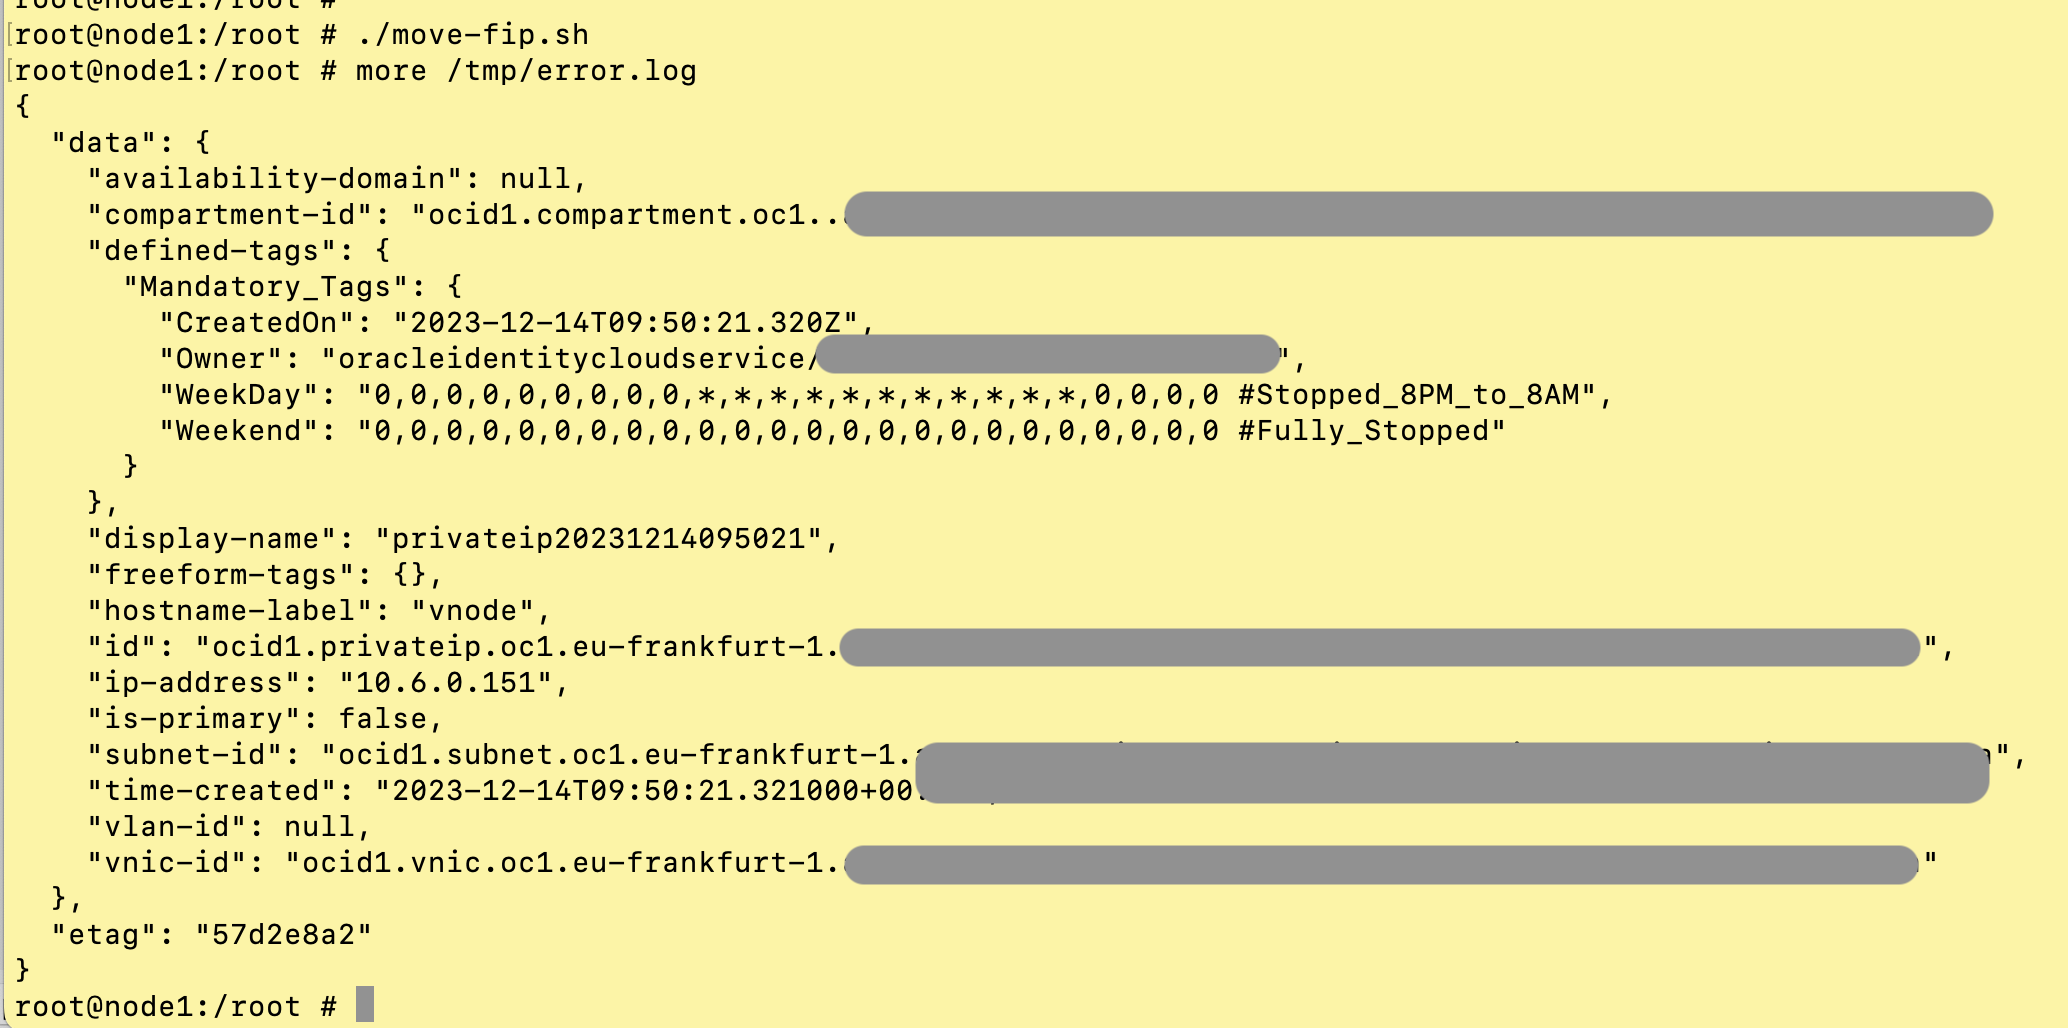 root@node1:/root #
root@node1:/root # ./move-fip.sh
root@node1:/root # more /tmp/error.log
{
  "data": {
    "availability-domain": null,
    "compartment-id": "ocid1.compartment.oc1..
    "defined-tags": {
      "Mandatory_Tags": {
        "CreatedOn": "2023-12-14T09:50:21.320Z",
        "Owner": "oracleidentitycloudservice/ ",
        "WeekDay": "0,0,0,0,0,0,0,0,0,*,*,*,*,*,*,*,*,*,*,*,0,0,0,0 #Stopped_8PM_to_8AM",
        "Weekend": "0,0,0,0,0,0,0,0,0,0,0,0,0,0,0,0,0,0,0,0,0,0,0,0 #Fully_Stopped"
      }
    },
    "display-name": "privateip20231214095021",
    "freeform-tags": {},
    "hostname-label": "vnode",
    "id": "ocid1.privateip.oc1.eu-frankfurt-1. ",
    "ip-address": "10.6.0.151",
    "is-primary": false,
    "subnet-id": "ocid1.subnet.oc1.eu-frankfurt-1. ",
    "time-created": "2023-12-14T09:50:21.321000+00
    "vlan-id": null,
    "vnic-id": "ocid1.vnic.oc1.eu-frankfurt-1. "
  },
  "etag": "57d2e8a2"
}
root@node1:/root #